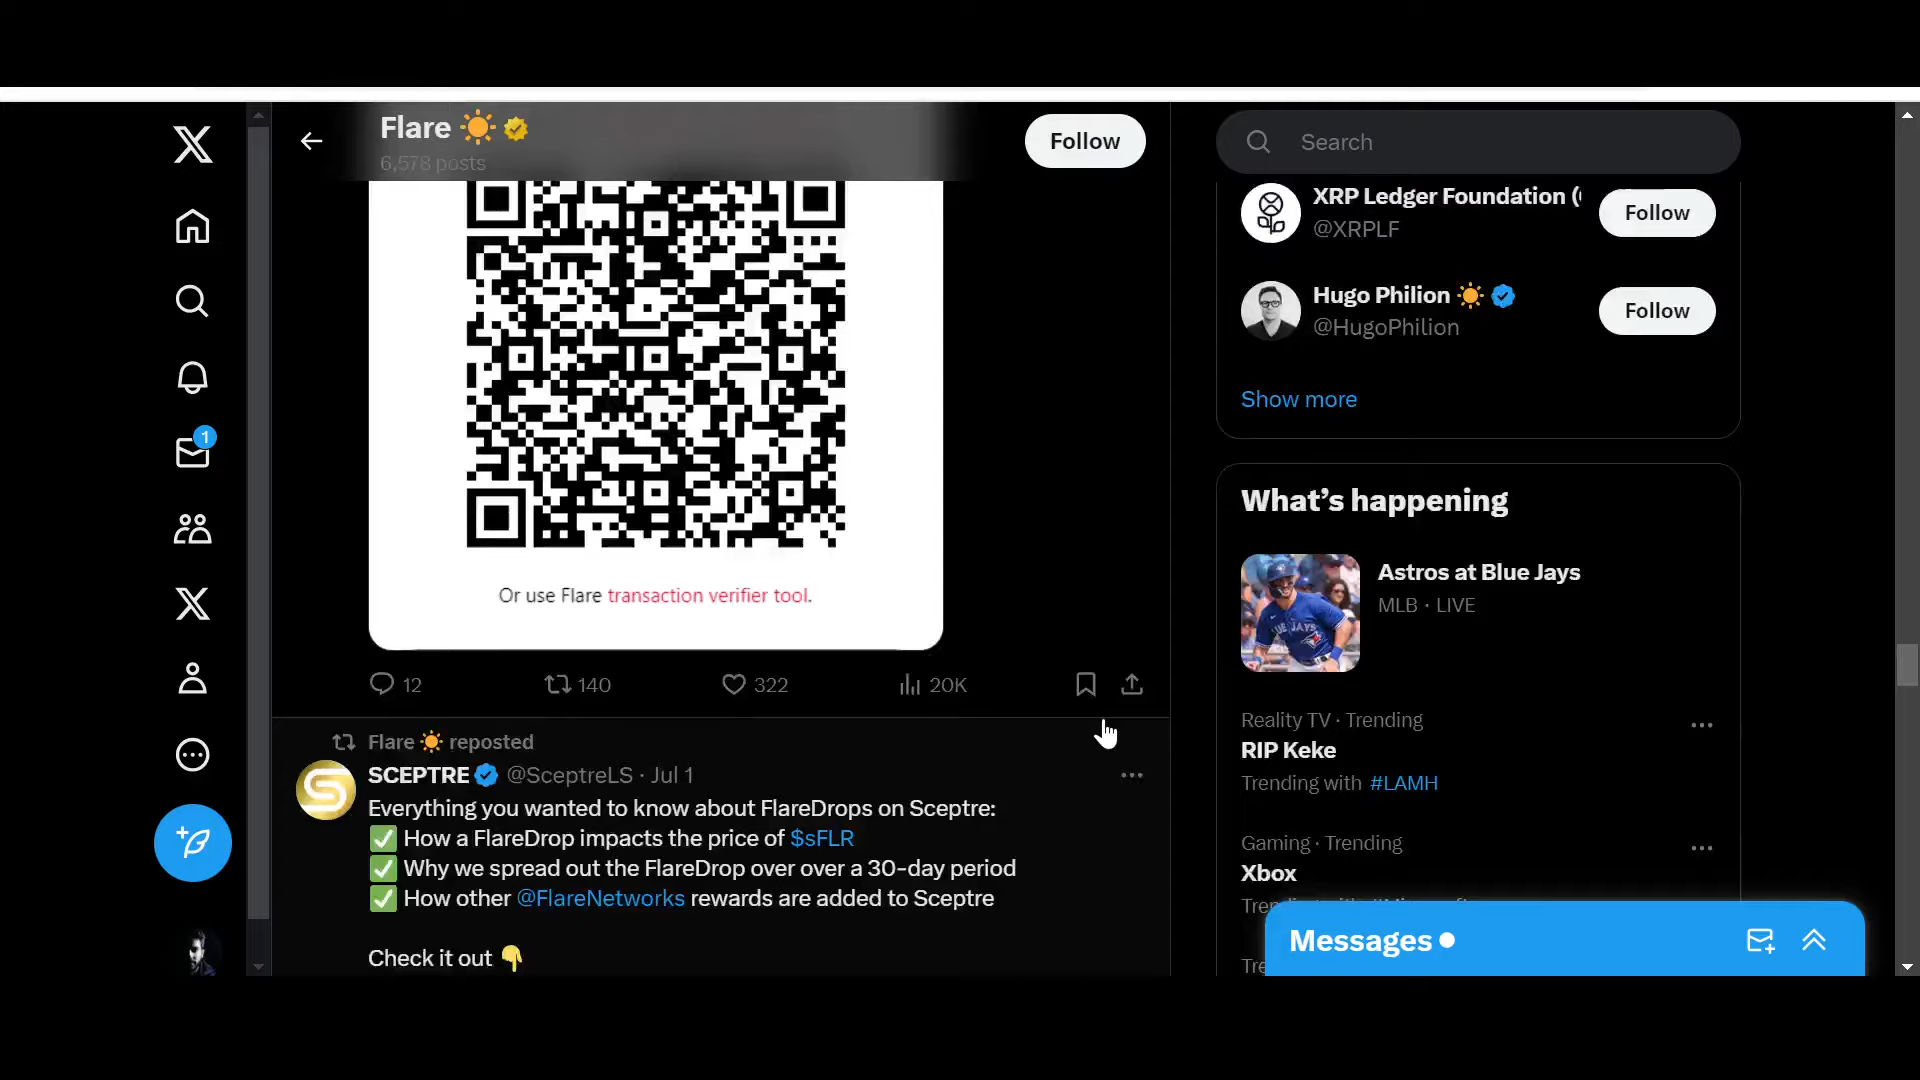 Flare
6,578 posts
Follow
Or use Flare transaction verifier tool.
12
140
322
20K
Flare reposted
SCEPTRE @SceptreLS · Jul 1
Everything you wanted to know about FlareDrops on Sceptre:
How a FlareDrop impacts the price of $sFLR
Why we spread out the FlareDrop over over a 30-day period
How other @FlareNetworks rewards are added to Sceptre
Check it out
1
Search
XRP Ledger Foundation (
@XRPLF
Follow
Hugo Philion
@HugoPhilion
Follow
Show more
What's happening
Astros at Blue Jays
MLB · LIVE
Reality TV · Trending
RIP Keke
Trending with #LAMH
Gaming · Trending
Xbox
Messages